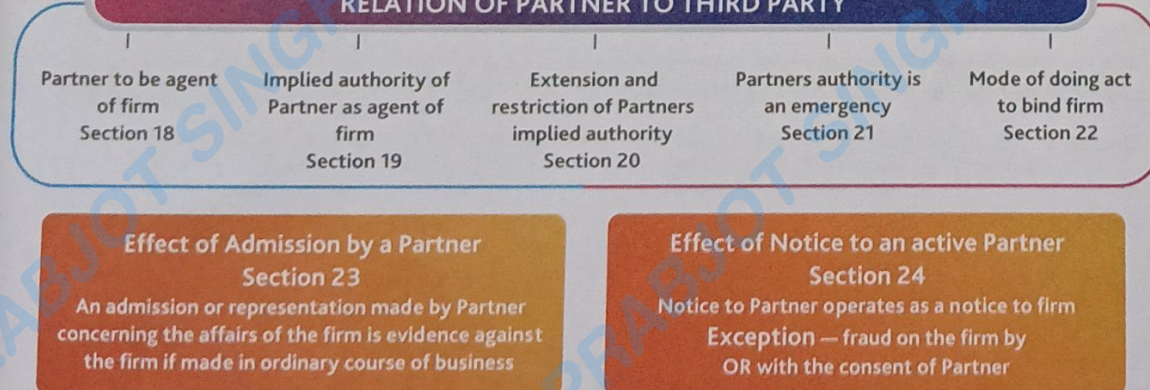 RELATION OF PARTNER TO THIRD PARTY
Partner to be agent
of firm
Section 18
Implied authority of
Partner as agent of
firm
Section 19
Extension and
restriction of Partners
implied authority
Section 20
Partners authority is
an emergency
Section 21
Mode of doing act
to bind firm
Section 22
Effect of Admission by a Partner
Section 23
An admission or representation made by Partner
concerning the affairs of the firm is evidence against
the firm if made in ordinary course of business
Effect of Notice to an active Partner
Section 24
Notice to Partner operates as a notice to firm
Exception — fraud on the firm by
OR with the consent of Partner
PRABJOT SINGH